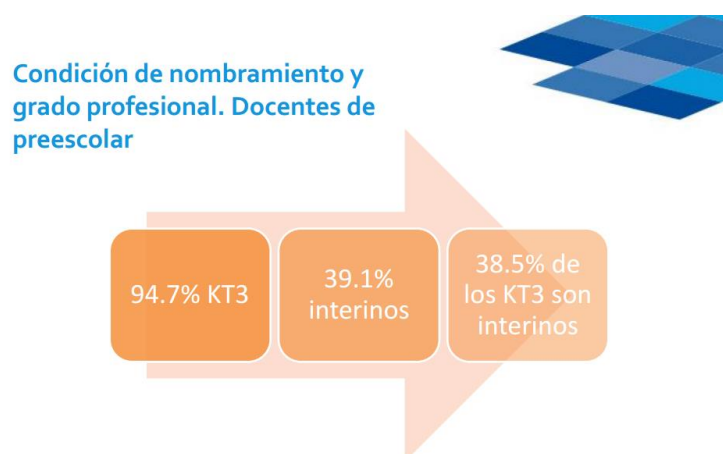 Condición de nombramiento y
grado profesional. Docentes de
preescolar
94.7% KT3
39.1%
interinos
38.5% de
los KT3 son
interinos